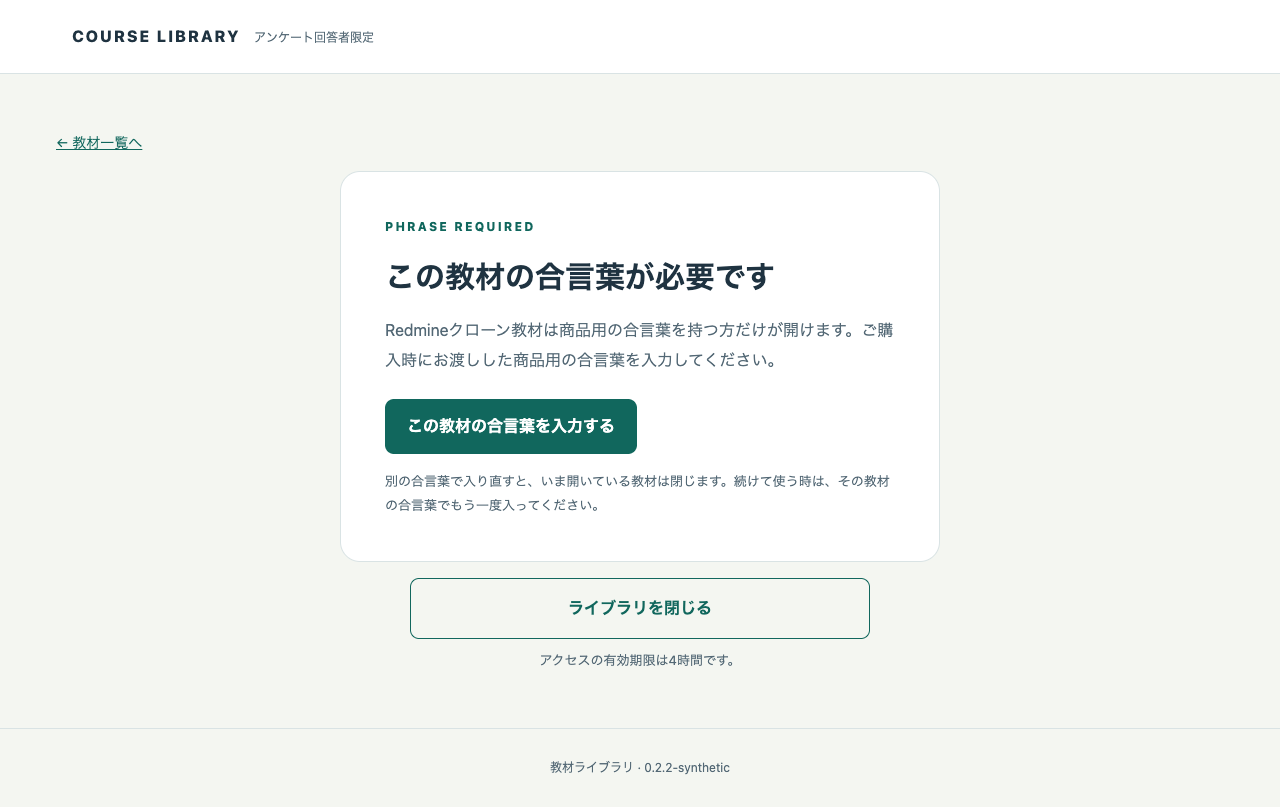 COURSE LIBRARY アンケート回答者限定
← 教材一覧へ
PHRASE REQUIRED
この教材の合言葉が必要です
Redmineクローン教材は商品用の合言葉を持つ方だけが開けます。ご購
入時にお渡しした商品用の合言葉を入力してください。
この教材の合言葉を入力する
別の合言葉で入り直すと、いま開いている教材は閉じます。続けて使う時は、その教材
の合言葉でもう一度入ってください。
ライブラリを閉じる
アクセスの有効期限は4時間です。
教材ライブラリ · 0.2.2-synthetic